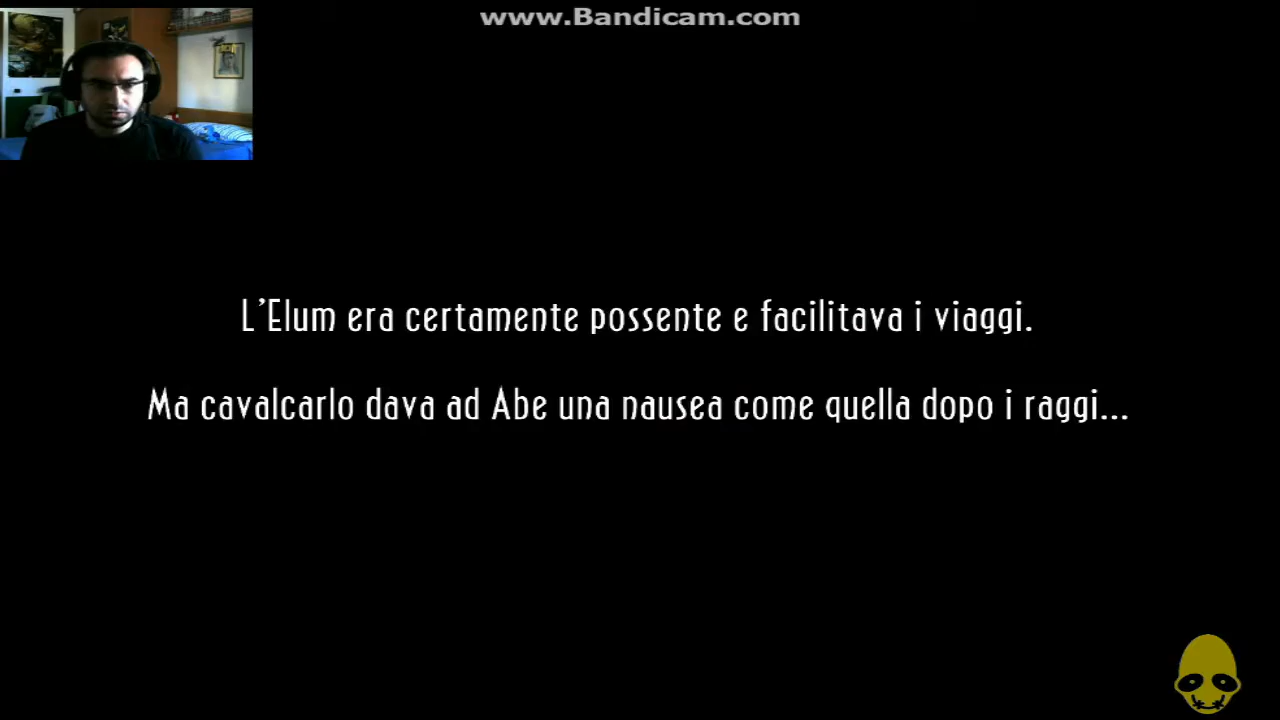 www.Bandicam.com
L'Elum era certamente possente e facilitava i viaggi.
Ma cavalcarlo dava ad Abe una nausea come quella dopo i raggi...